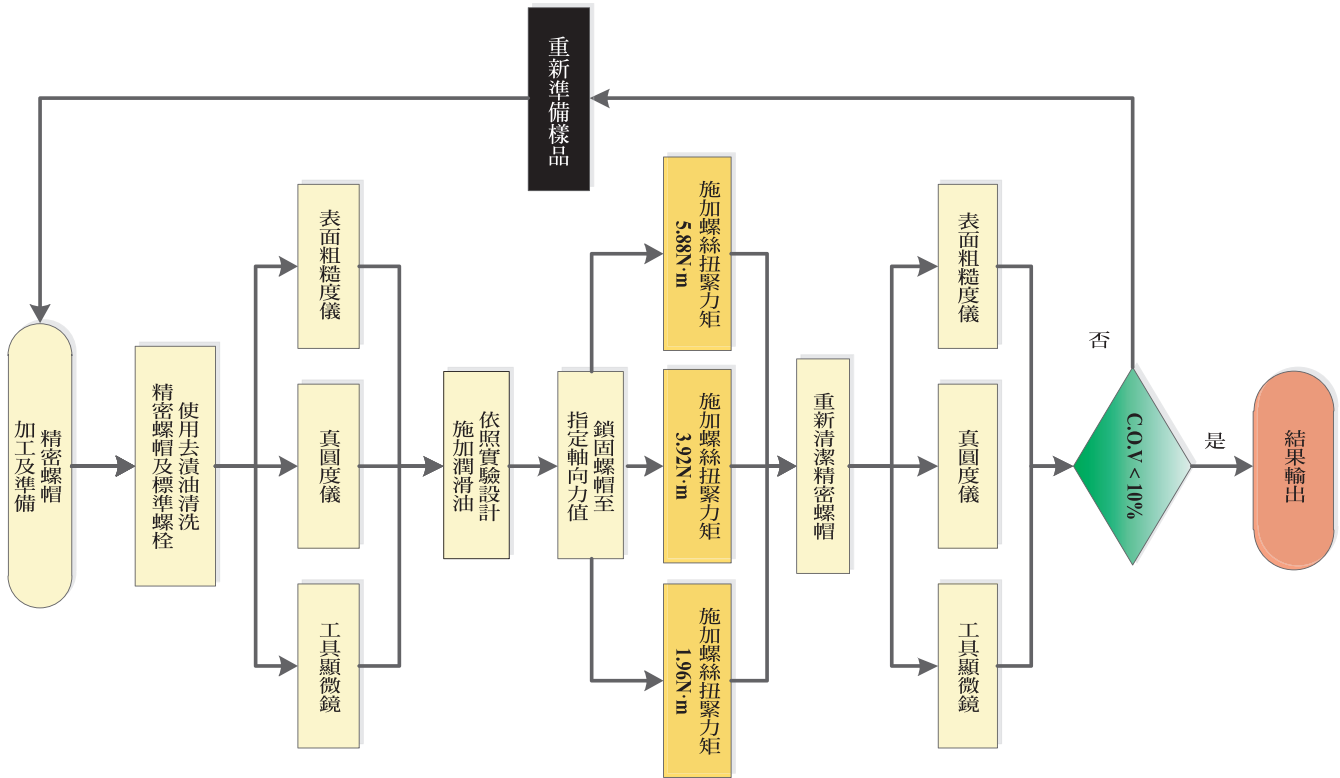 重新準備樣品
精密螺帽
加工及準備
使用去漬油清洗
精密螺帽及標準螺栓
表面粗糙度儀
真圓度儀
工具顯微鏡
依照實驗設計
施加潤滑油
鎖固螺帽至
指定軸向力值
施加螺絲扭緊力矩
5.88N·m
施加螺絲扭緊力矩
3.92N·m
施加螺絲扭緊力矩
1.96N·m
重新清潔精密螺帽
表面粗糙度儀
真圓度儀
工具顯微鏡
C.O.V < 10%
否
是
結果輸出